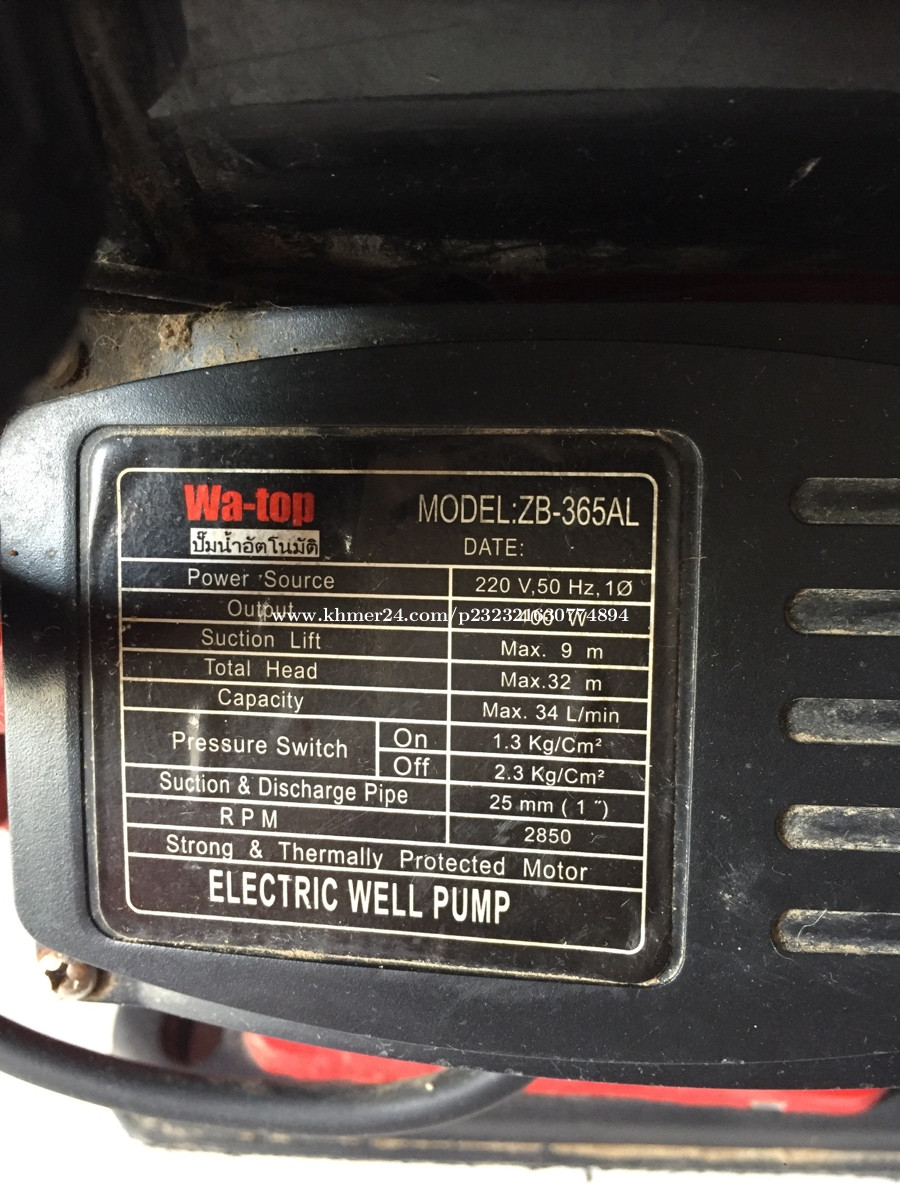 Wa-top
ปั๊มน้ำอัตโนมัติ
MODEL:ZB-365AL
DATE:
Power Source 220 V,50 Hz,1Ø
Output W
www.khmer24.com/p232321630774894
Suction Lift Max. 9 m
Total Head Max.32 m
Capacity Max. 34 L/min
Pressure Switch On 1.3 Kg/Cm²
Off 2.3 Kg/Cm²
Suction & Discharge Pipe 25 mm ( 1 ″)
RPM 2850
Strong & Thermally Protected Motor
ELECTRIC WELL PUMP